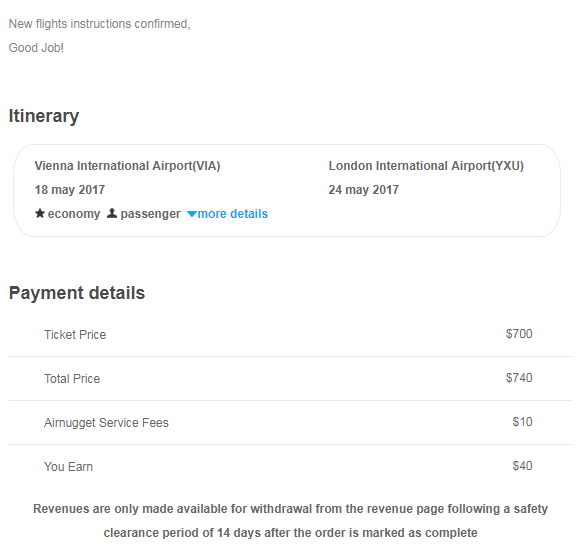 New flights instructions confirmed,
Good Job!
Itinerary
Vienna International Airport(VIA) London International Airport(YXU)
18 may 2017 24 may 2017
economy passenger more details
Payment details
Ticket Price $700
Total Price $740
Airnugget Service Fees $10
You Earn $40
Revenues are only made available for withdrawal from the revenue page following a safety
clearance period of 14 days after the order is marked as complete